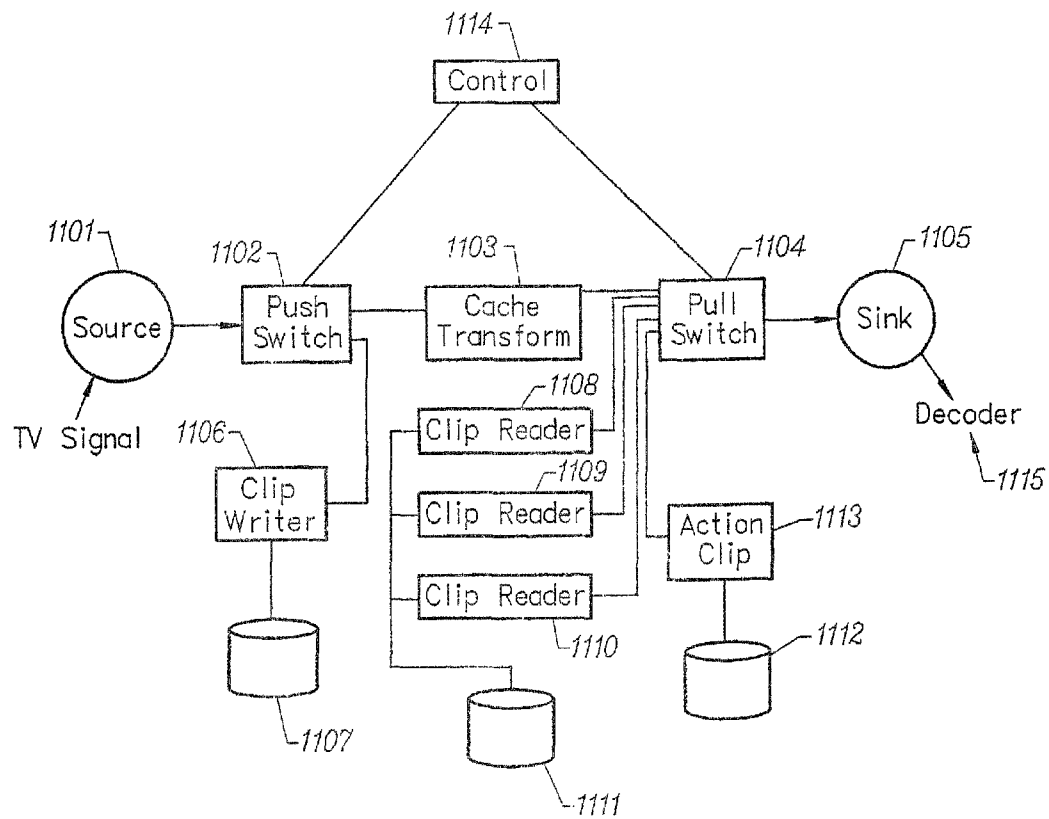 1114
Control
1101
1102
1103
1104
1105
Source
Push
Switch
Cache
Transform
Pull
Switch
Sink
TV Signal
Decoder
1115
1106
Clip
Writer
1108
Clip Reader
1109
Clip Reader
Clip Reader
1110
Action
Clip
1113
1107
1111
1112